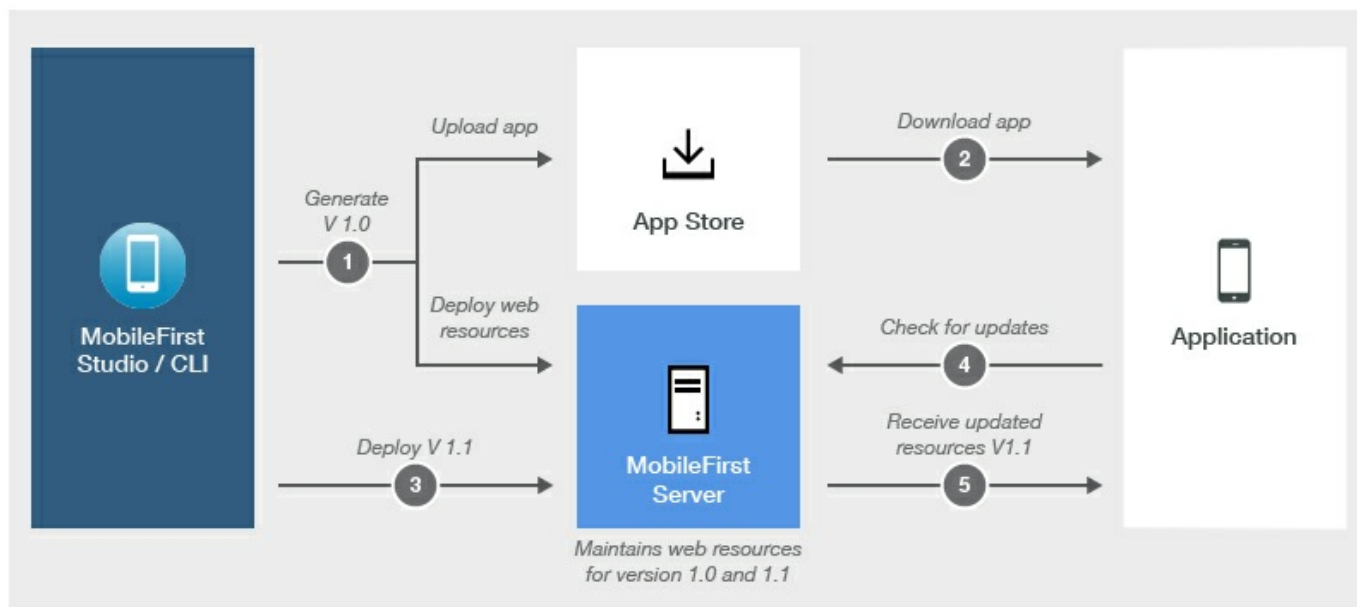 MobileFirst
Studio / CLI
Generate
V 1.0
1
Upload app
Deploy web
resources
App Store
Download app
2
Application
Deploy V 1.1
3
MobileFirst
Server
Maintains web resources
for version 1.0 and 1.1
Check for updates
4
Receive updated
resources V1.1
5